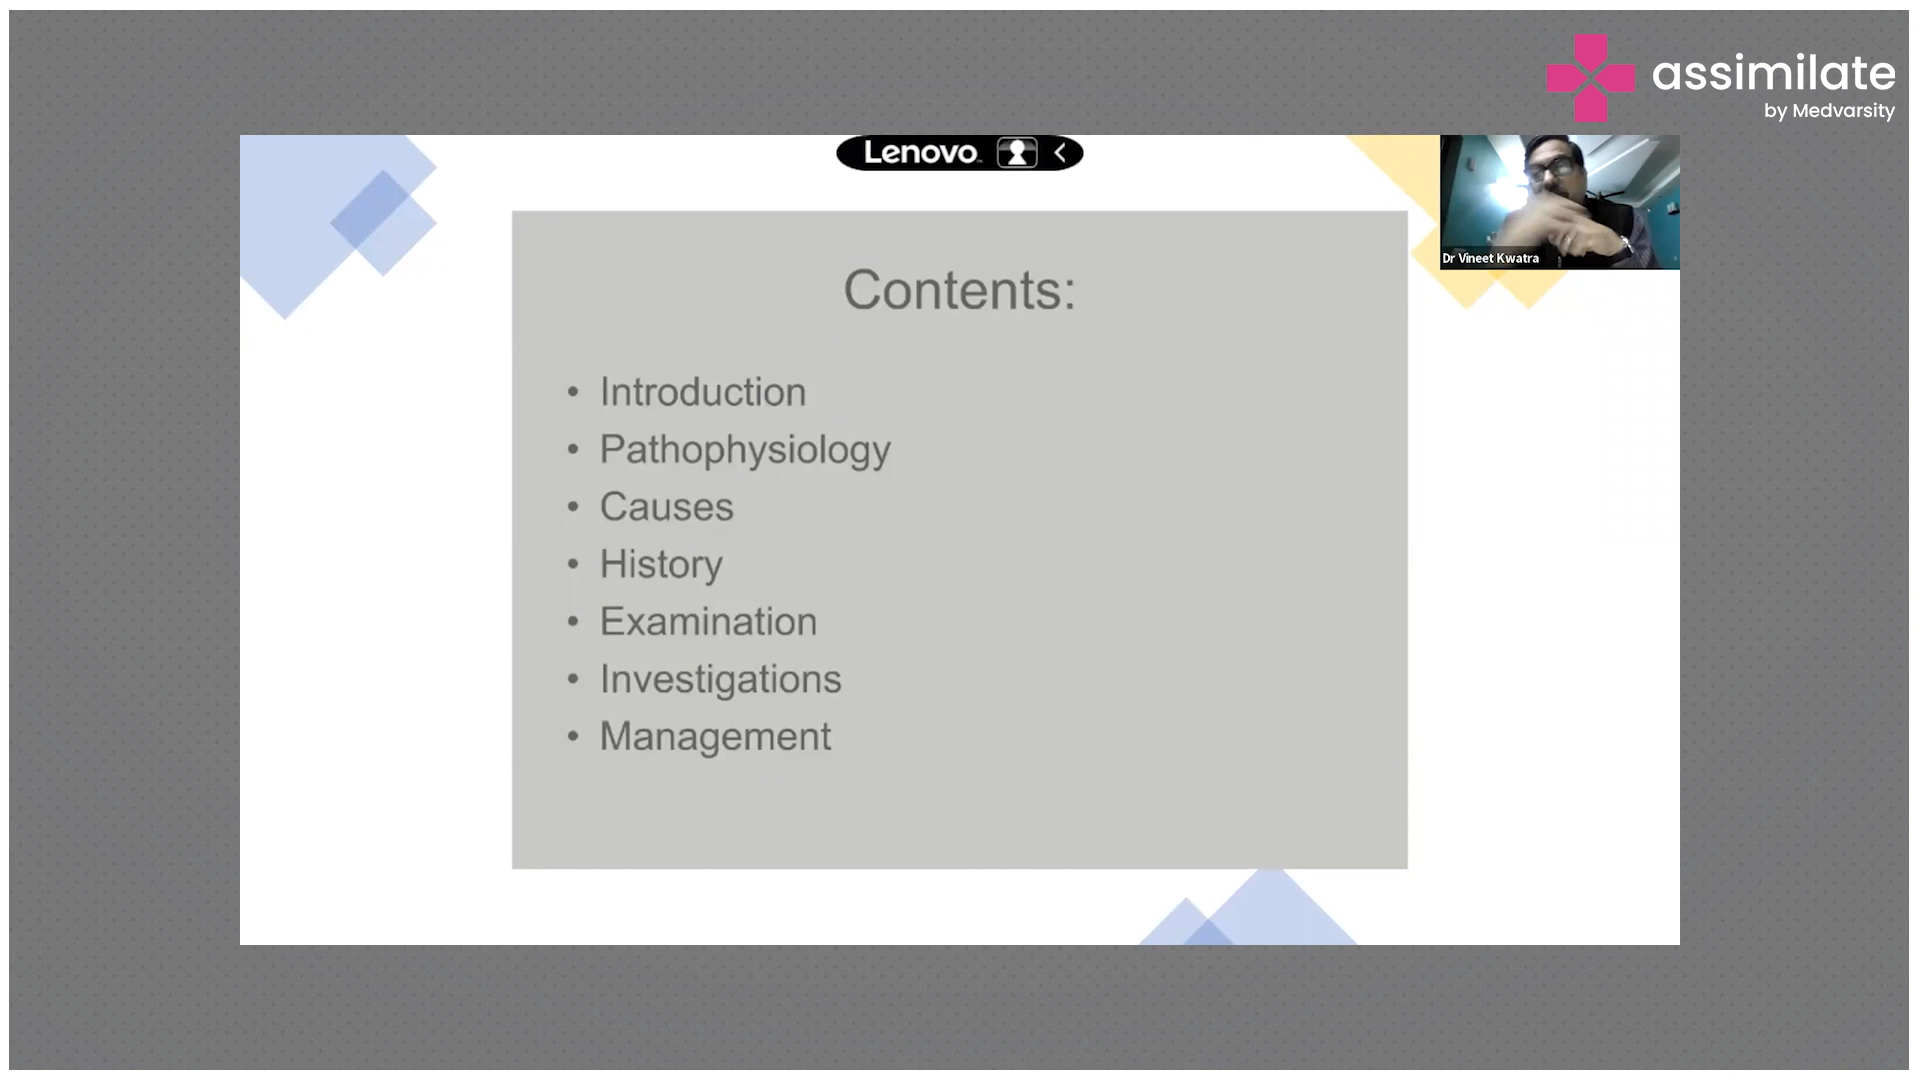 assimilate
by Medvarsity
Lenovo
Dr Vineet Kwatra
Contents:
• Introduction
• Pathophysiology
• Causes
• History
• Examination
• Investigations
• Management